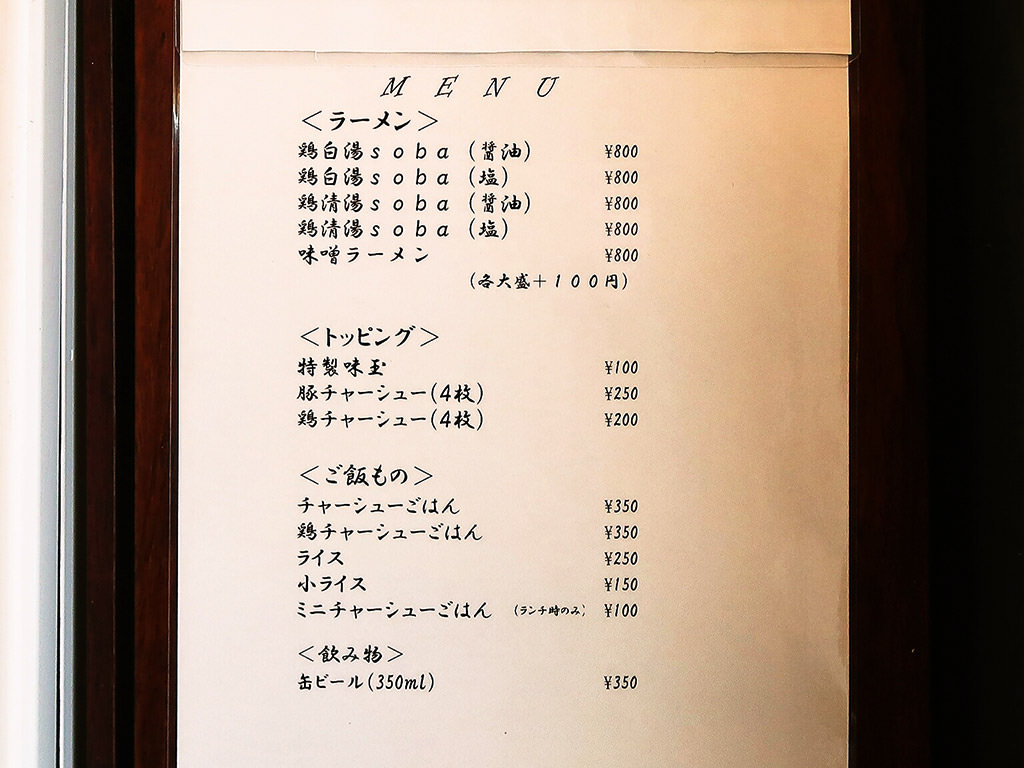 MENU
＜ラーメン＞
鶏白湯soba（醤油） ¥800
鶏白湯soba（塩） ¥800
鶏清湯soba（醤油） ¥800
鶏清湯soba（塩） ¥800
味噌ラーメン ¥800
（各大盛＋１００円）
＜トッピング＞
特製味玉 ¥100
豚チャーシュー(4枚) ¥250
鶏チャーシュー(4枚) ¥200
＜ご飯もの＞
チャーシューごはん ¥350
鶏チャーシューごはん ¥350
ライス ¥250
小ライス ¥150
ミニチャーシューごはん （ランチ時のみ） ¥100
＜飲み物＞
缶ビール(350ml) ¥350